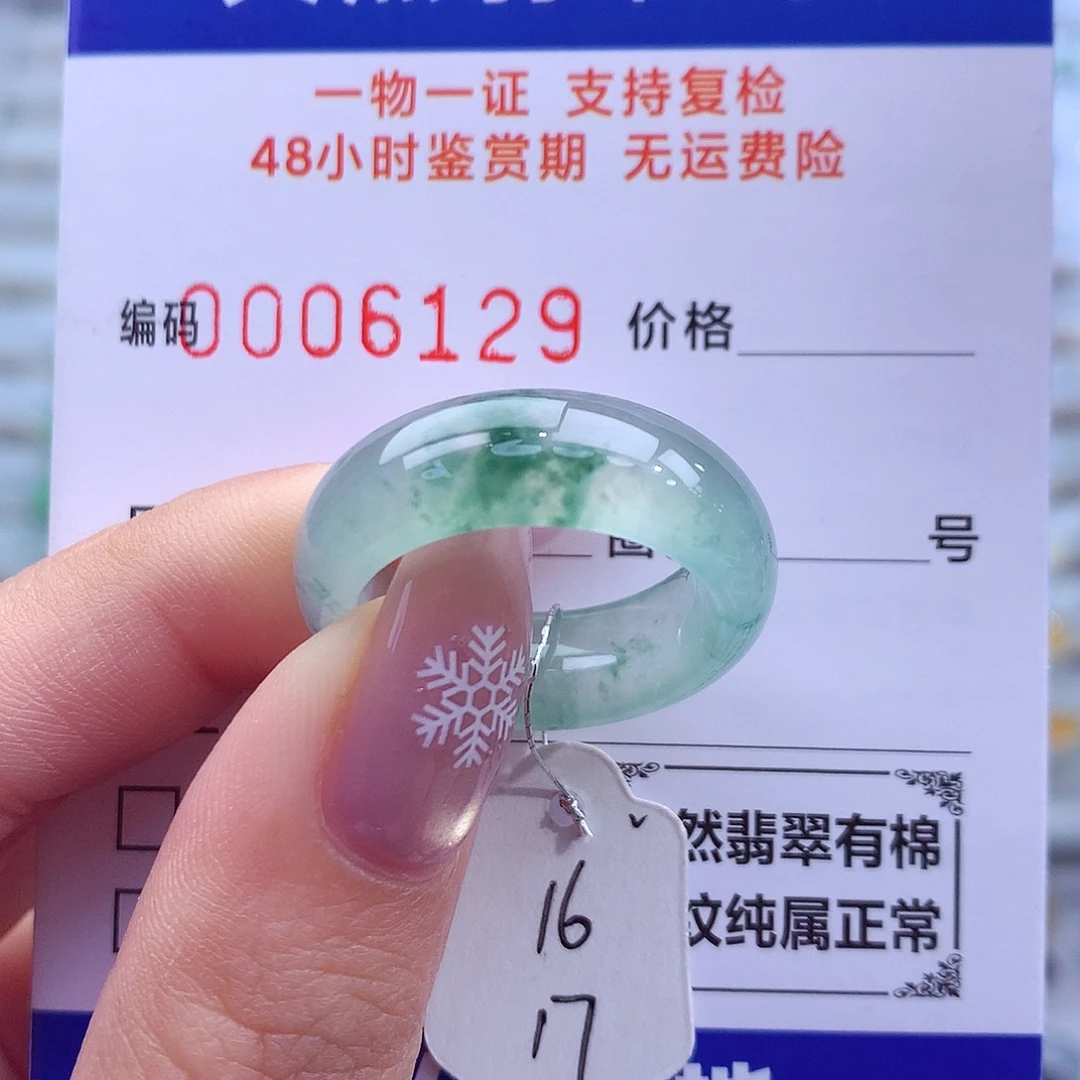 一物一证 支持复检
48小时鉴赏期 无运费险
编码0006129 价格
圈
号
然翡翠有棉
纹纯属正常
16
17